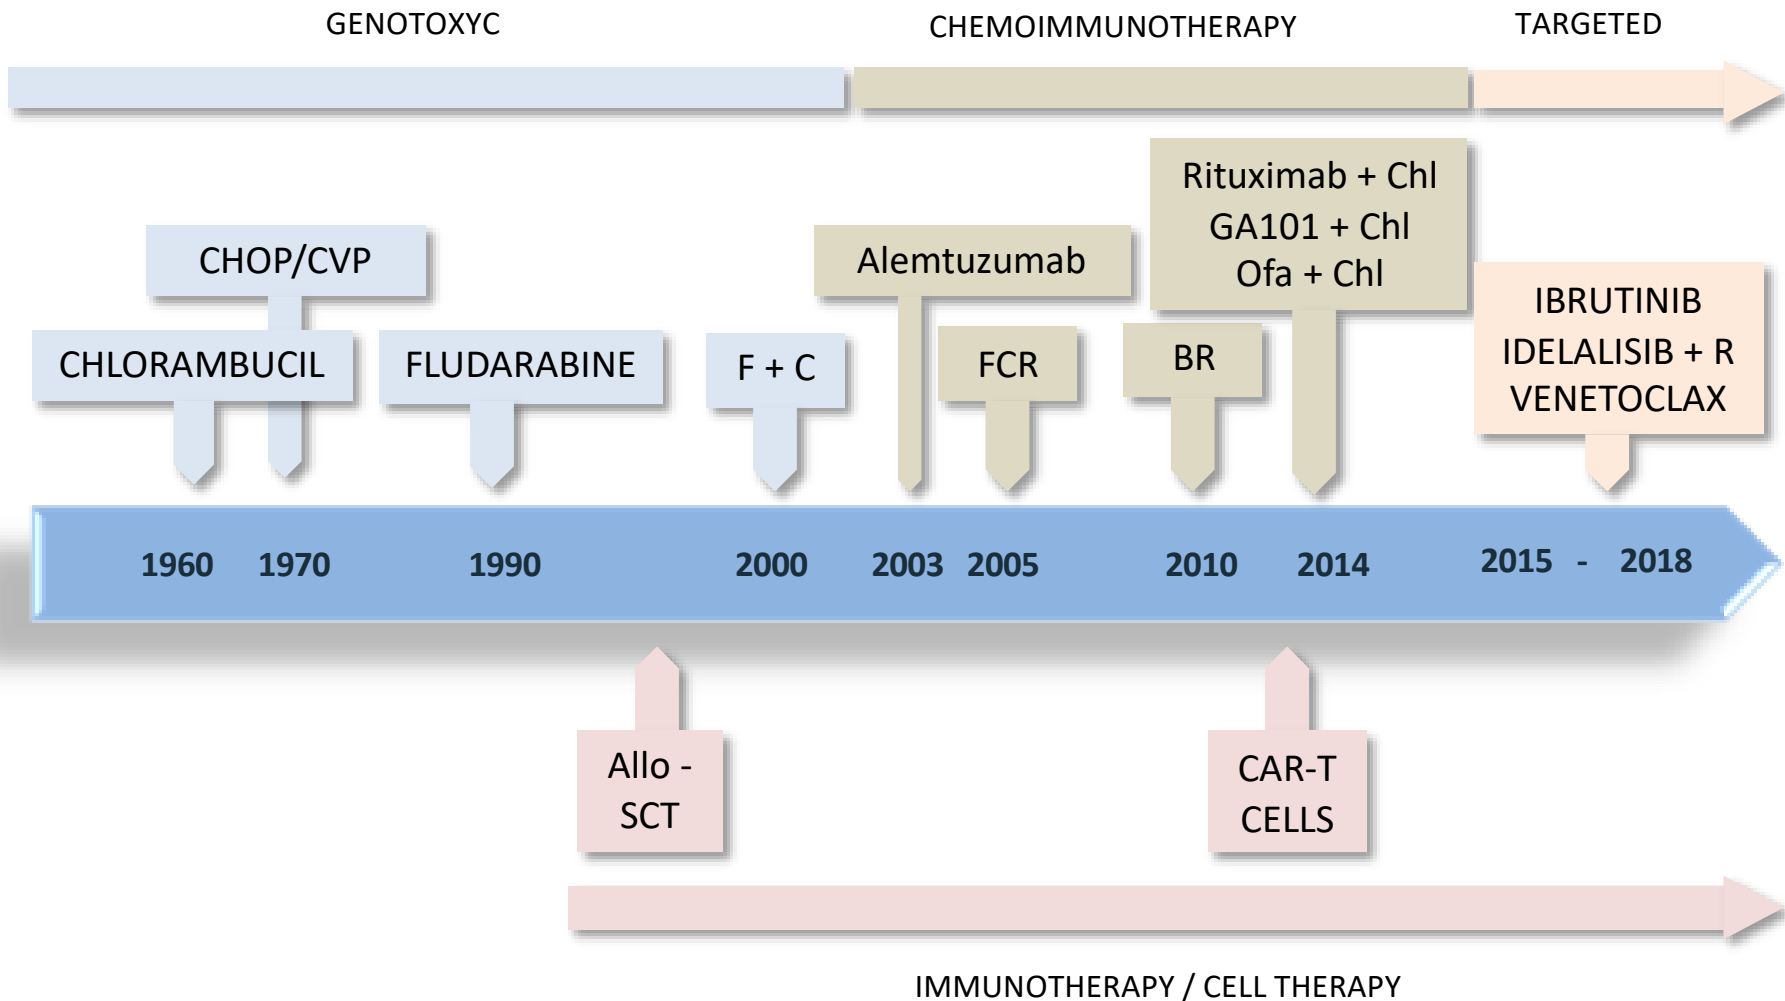 GENOTOXYC
CHEMOIMMUNOTHERAPY
TARGETED
Rituximab + Chl
GA101 + Chl
Ofa + Chl
CHOP/CVP
Alemtuzumab
IBRUTINIB
IDELALISIB + R
VENETOCLAX
CHLORAMBUCIL
FLUDARABINE
F + C
FCR
BR
1960
1970
1990
2000
2003
2005
2010
2014
2015 - 2018
Allo -
SCT
CAR-T
CELLS
IMMUNOTHERAPY / CELL THERAPY